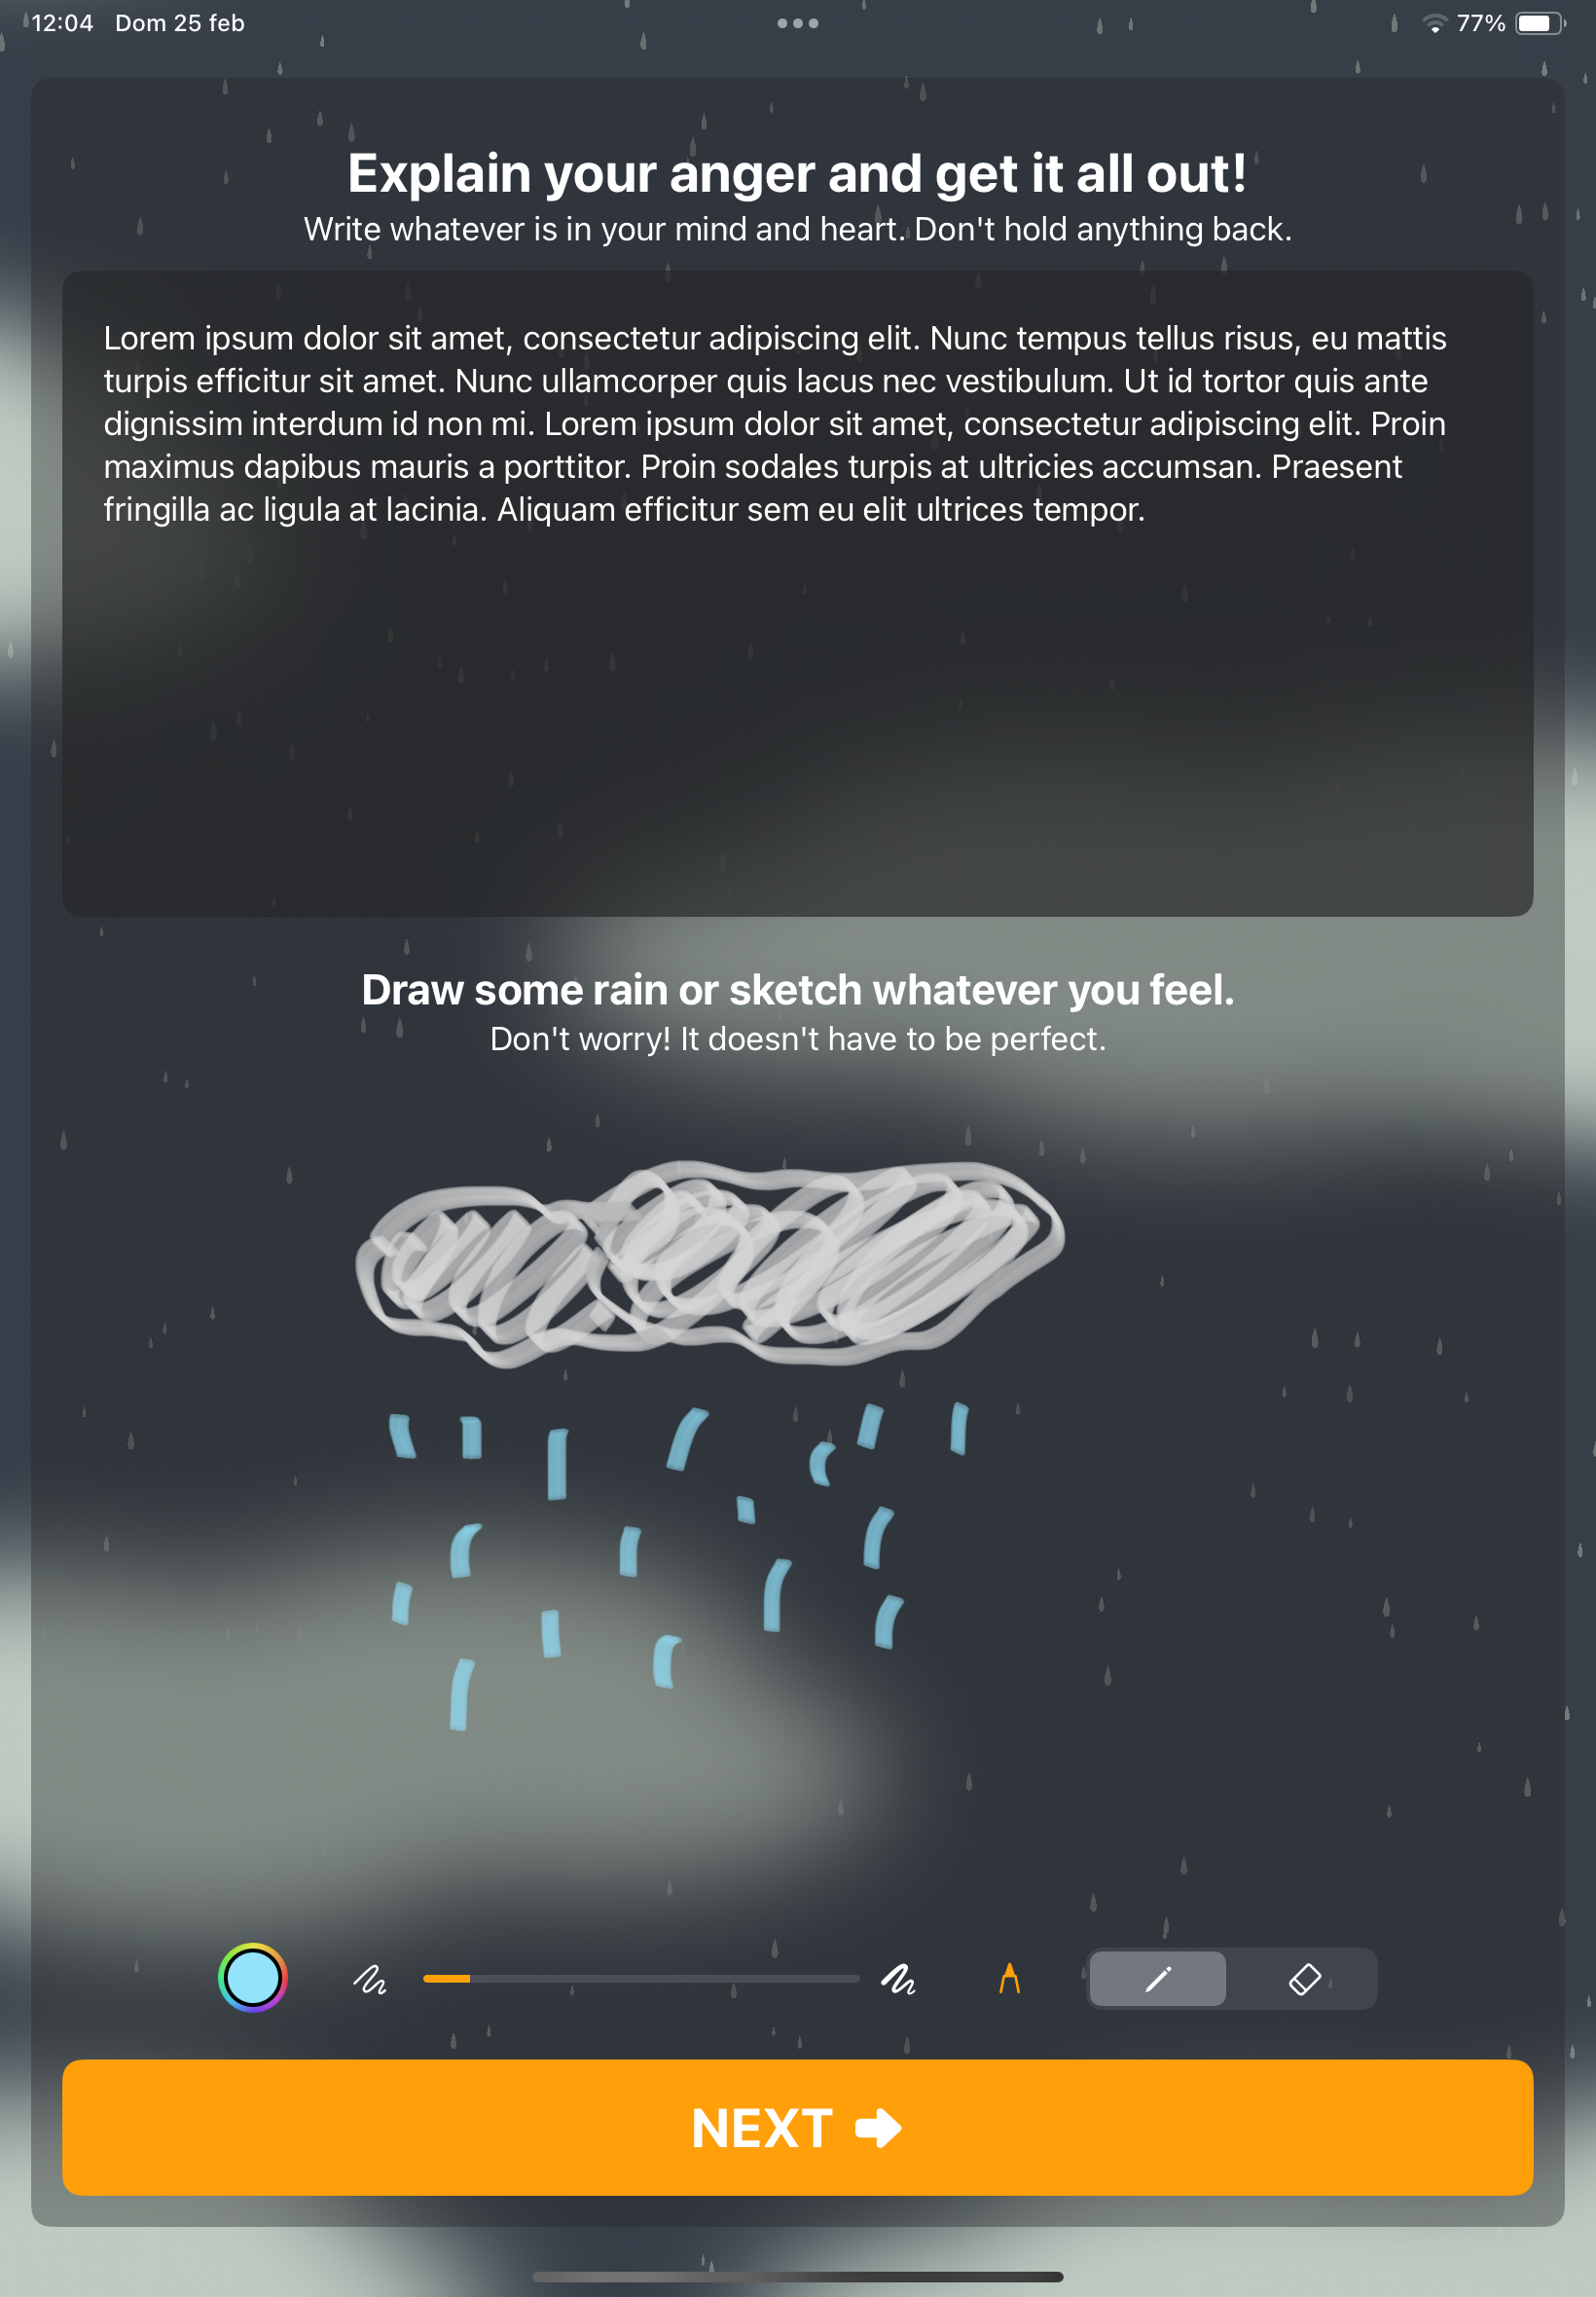 12:04 Dom 25 feb 77%
Explain your anger and get it all out!
Write whatever is in your mind and heart. Don't hold anything back.
Lorem ipsum dolor sit amet, consectetur adipiscing elit. Nunc tempus tellus risus, eu mattis
turpis efficitur sit amet. Nunc ullamcorper quis lacus nec vestibulum. Ut id tortor quis ante
dignissim interdum id non mi. Lorem ipsum dolor sit amet, consectetur adipiscing elit. Proin
maximus dapibus mauris a porttitor. Proin sodales turpis at ultricies accumsan. Praesent
fringilla ac ligula at lacinia. Aliquam efficitur sem eu elit ultrices tempor.
Draw some rain or sketch whatever you feel.
Don't worry! It doesn't have to be perfect.
NEXT